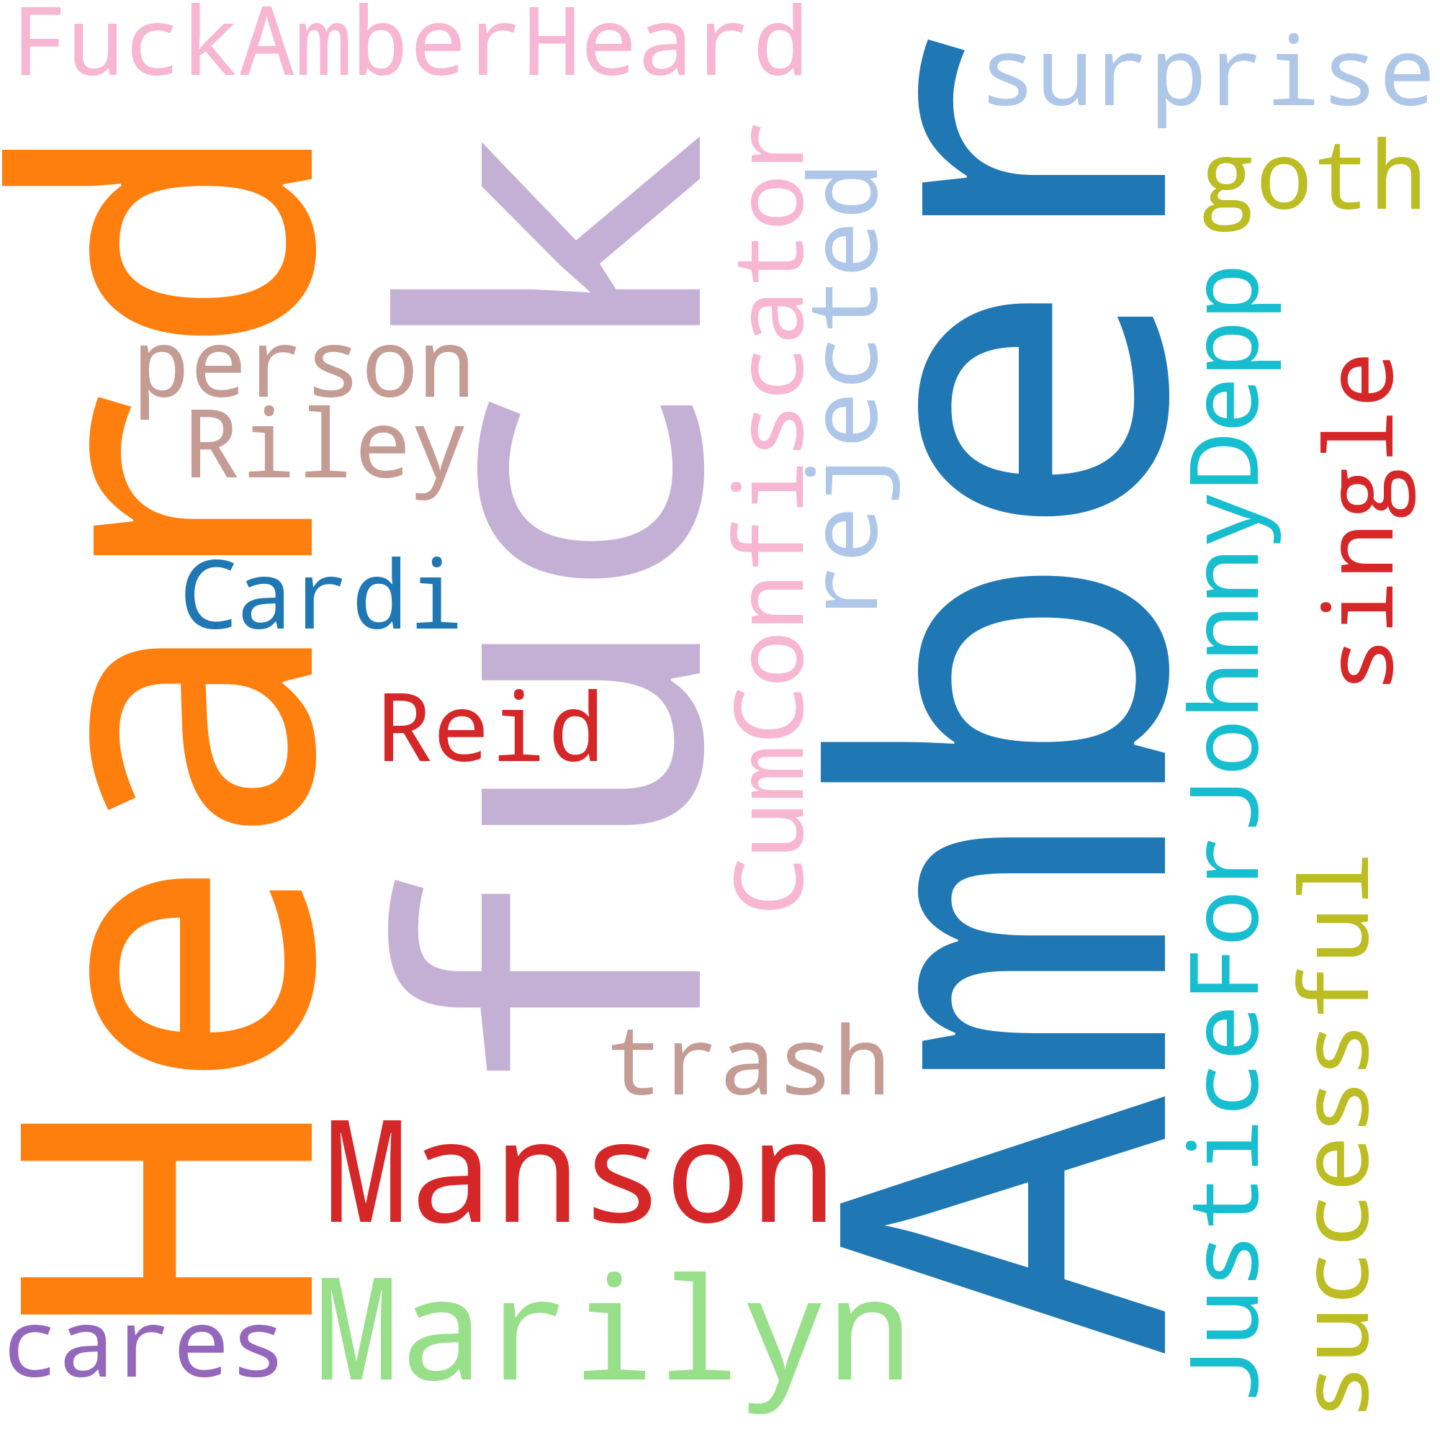 FuckAmberHeard
surprise
goth
Heard
fuck
CumConfiscator
rejected
Amber
person
Riley
Cardi
Reid
JusticeForJohnnyDepp
single
successful
trash
Manson
Marilyn
cares